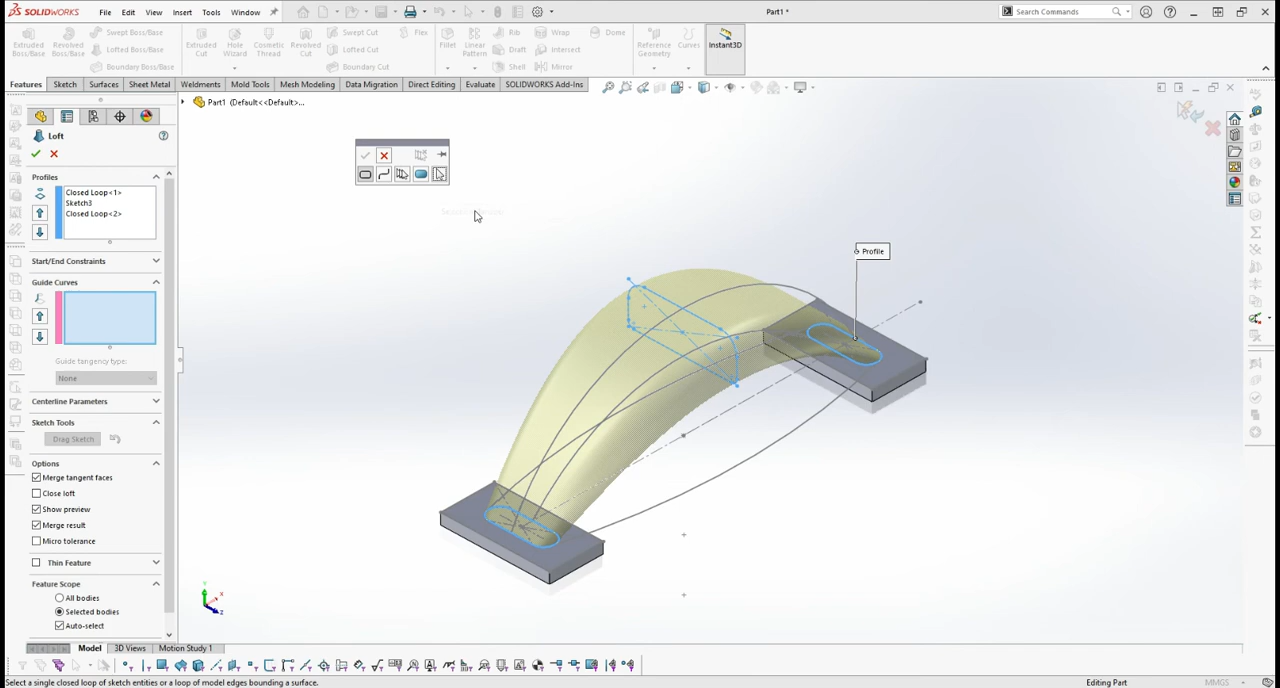 SOLIDWORKS
File Edit View Insert Tools Window
Part1 *
Search Commands
Extruded Boss/Base
Revolved Boss/Base
Swept Boss/Base
Lofted Boss/Base
Boundary Boss/Base
Extruded Cut
Hole Wizard
Cosmetic Thread
Revolved Cut
Swept Cut
Lofted Cut
Boundary Cut
Flex
Fillet
Linear Pattern
Rib
Draft
Shell
Wrap
Intersect
Mirror
Dome
Reference Geometry
Curves
Instant3D
Features Sketch Surfaces Sheet Metal Weldments Mold Tools Mesh Modeling Data Migration Direct Editing Evaluate SOLIDWORKS Add-Ins
Part1 (Default<<Default>...
Loft
Profiles
Closed Loop<1>
Sketch3
Closed Loop<2>
Start/End Constraints
Guide Curves
Guide tangency type:
None
Centerline Parameters
Sketch Tools
Drag Sketch
Options
Merge tangent faces
Close loft
Show preview
Merge result
Micro tolerance
Thin Feature
Feature Scope
All bodies
Selected bodies
Auto-select
Profile
Y
X
Z
Model 3D Views Motion Study 1
Select a single closed loop of sketch entities or a loop of model edges bounding a surface.
Editing Part
MMGS